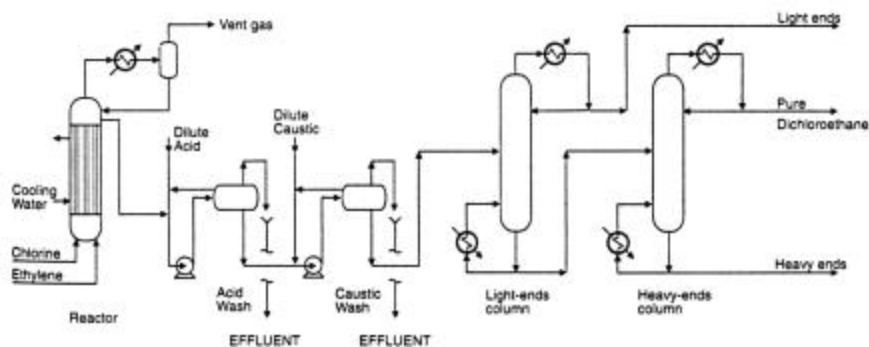 Light ends
Vent gas
Pure
Dichloroethane
Dilute
Acid
Dilute
Caustic
Cooling
Water
Chlorine
Ethylene
Heavy ends
Reactor
Acid
Wash
Caustic
Wash
Light-ends
column
Heavy-ends
column
EFFLUENT
EFFLUENT